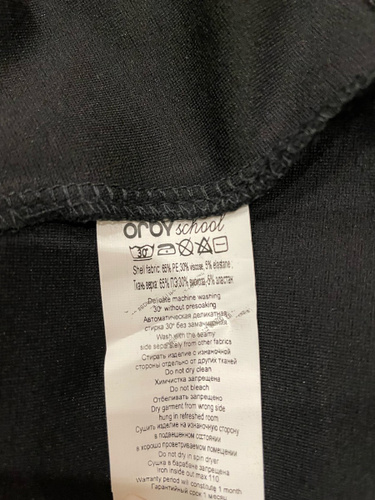 orby school
30°
Shell fabric: 65% PE,30% viscose, 5% elastane
Ткань верха: 65% ПЭ,30% вискоза, 5% эластан
Delicate machine washing
30° without presoaking
Автоматическая деликатная
стирка 30° без замачивания
Wash with the seamy
side separately from other fabrics
Стирать изделие с изнаночной
стороны отдельно от других тканей
Do not dry clean
Химчистка запрещена
Do not bleach
Отбеливать запрещено
Dry garment from wrong side
hung in refreshed room
Сушить изделие на изнаночную сторону
в подвешенном состоянии
в хорошо проветриваемом помещении
Do not dry in spin dryer
Сушка в барабане запрещена
Iron inside out max 110
Warranty period will constitute 1 month
Гарантийный срок 1 месяц